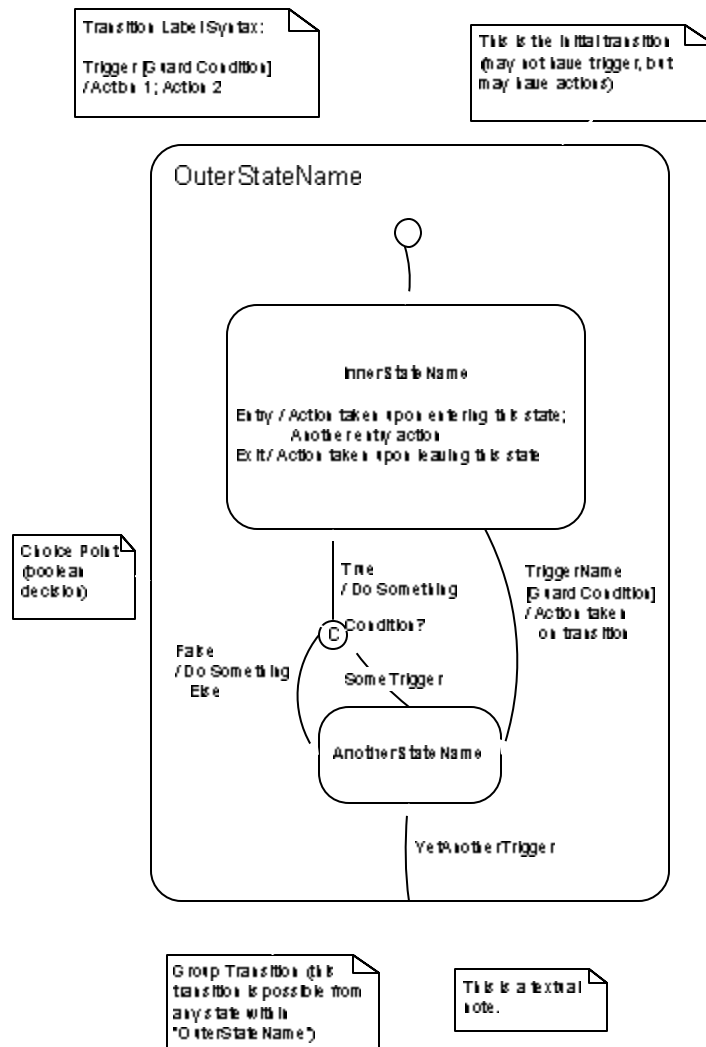 Transition Label Syntax:
Trigger [Guard Condition]
/ Action 1; Action 2
This is the initial transition
(may not have trigger, but
may have actions)
OuterStateName
InnerStateName
Entry / Action taken upon entering this state;
Another entry action
Exit / Action taken upon leaving this state
Choice Point
(boolean
decision)
True
/ Do Something
TriggerName
[Guard Condition]
/ Action taken
on transition
C
Condition?
False
/ Do Something
Else
SomeTrigger
AnotherStateName
YetAnotherTrigger
Group Transition (this
transition is possible from
any state within
"OuterStateName")
This is a textual
note.